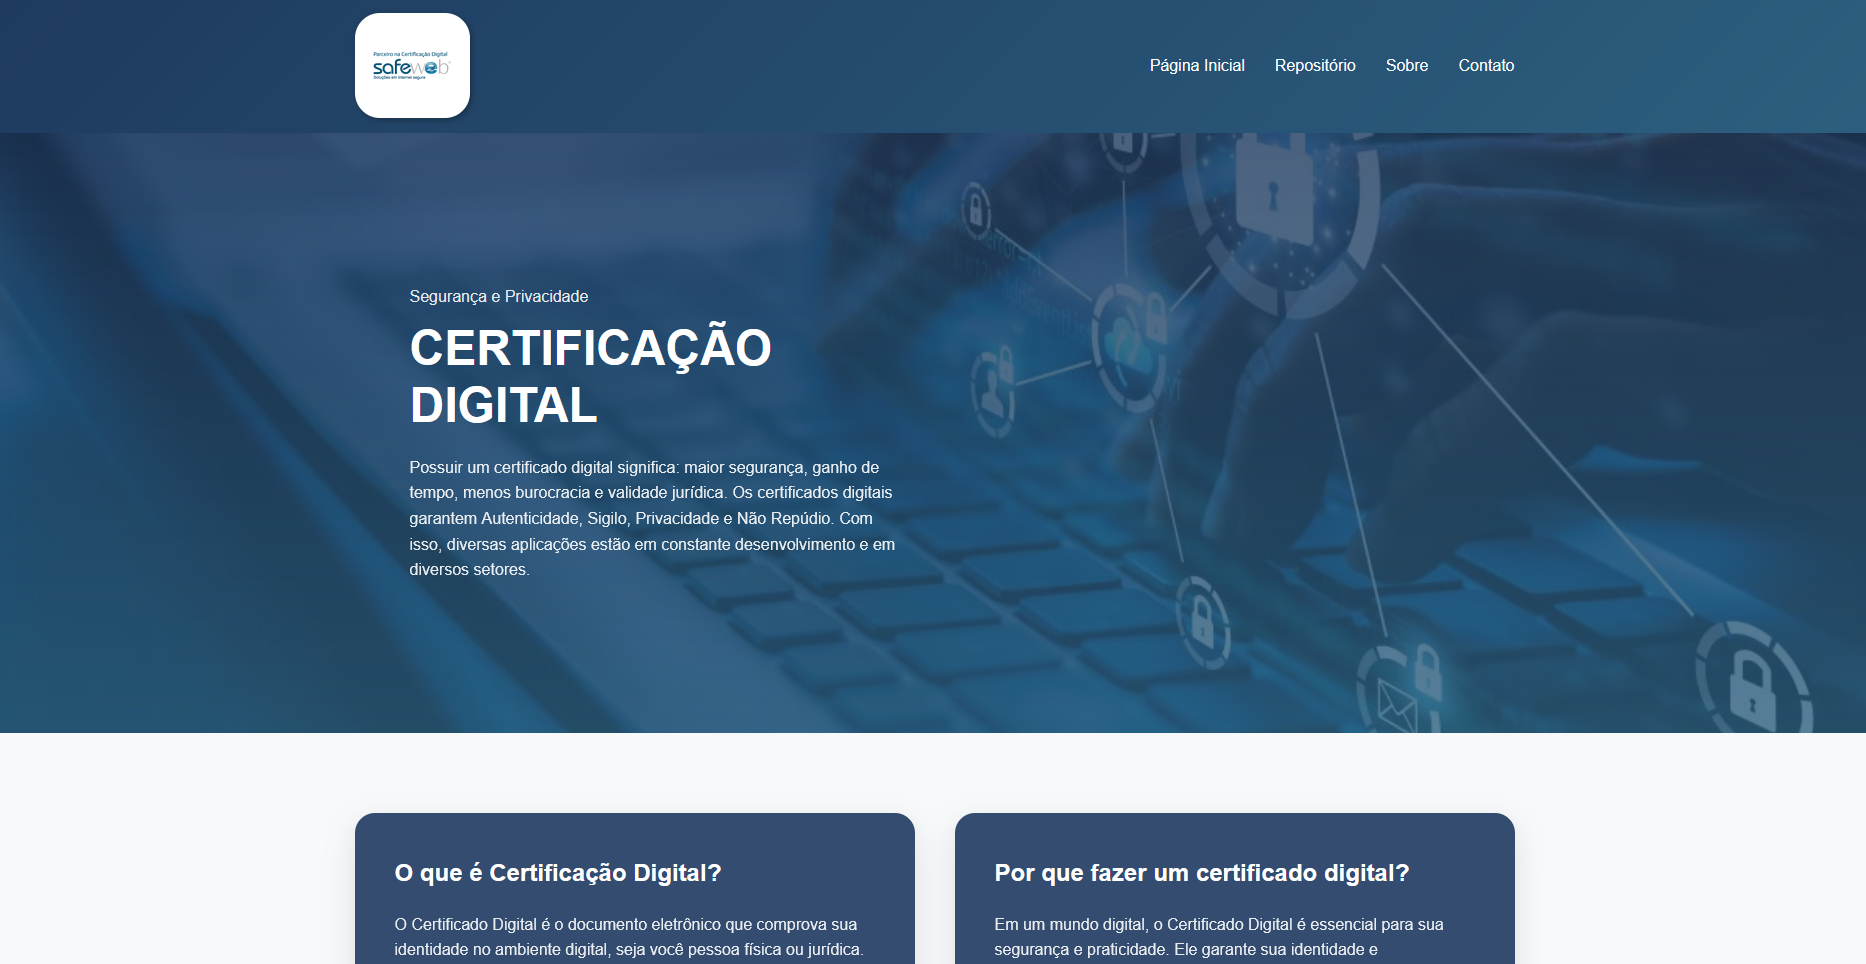 Parceiro na Certificação Digital
safeweb
Soluções em internet segura
Página Inicial
Repositório
Sobre
Contato
Segurança e Privacidade
CERTIFICAÇÃO
DIGITAL
Possuir um certificado digital significa: maior segurança, ganho de
tempo, menos burocracia e validade jurídica. Os certificados digitais
garantem Autenticidade, Sigilo, Privacidade e Não Repúdio. Com
isso, diversas aplicações estão em constante desenvolvimento e em
diversos setores.
O que é Certificação Digital?
O Certificado Digital é o documento eletrônico que comprova sua
identidade no ambiente digital, seja você pessoa física ou jurídica.
Por que fazer um certificado digital?
Em um mundo digital, o Certificado Digital é essencial para sua
segurança e praticidade. Ele garante sua identidade e